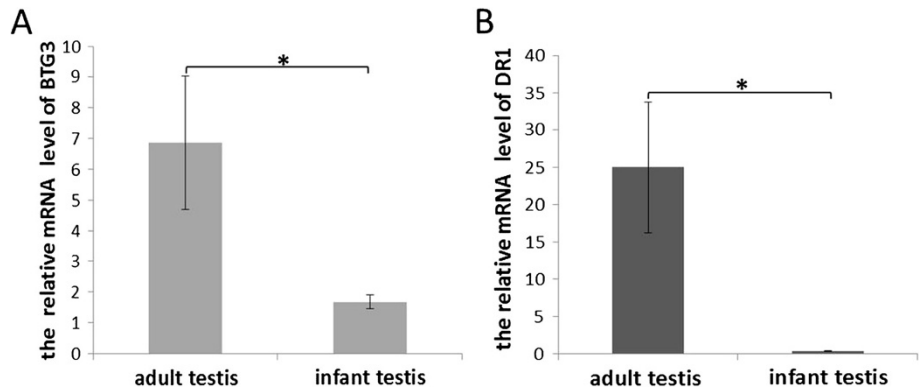 A
the relative mRNA level of BTG3
10
9
8
7
6
5
4
3
2
1
0
*
adult testis
infant testis
B
the relative mRNA level of DR1
40
35
30
25
20
15
10
5
0
*
adult testis
infant testis